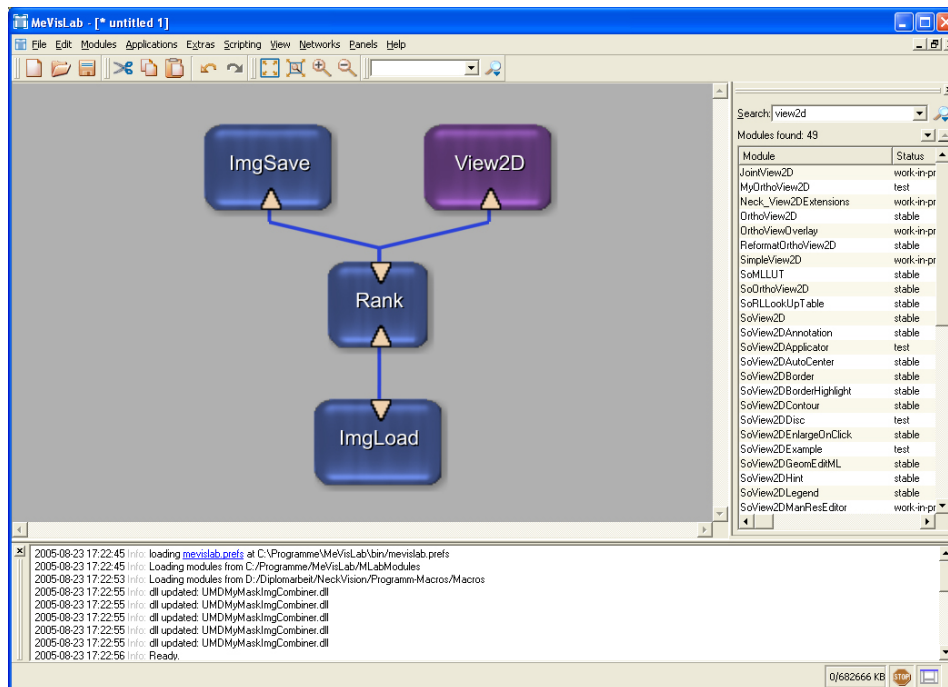 MeVisLab - [* untitled 1]
File Edit Modules Applications Extras Scripting View Networks Panels Help
ImgSave
View2D
Rank
ImgLoad
Search: view2d
Modules found: 49
Module Status
JointView2D work-in-pr
MyOrthoView2D test
Neck_View2DExtensions work-in-pr
OrthoView2D stable
OrthoViewOverlay work-in-pr
ReformatOrthoView2D stable
SimpleView2D work-in-pr
SoMLLUT stable
SoOrthoView2D stable
SoRLLookUpTable stable
SoView2D stable
SoView2DAnnotation stable
SoView2DApplicator test
SoView2DAutoCenter stable
SoView2DBorder stable
SoView2DBorderHighlight stable
SoView2DContour stable
SoView2DDisc test
SoView2DEnlargeOnClick stable
SoView2DExample test
SoView2DGeomEditML stable
SoView2DHint stable
SoView2DLegend stable
SoView2DManResEditor work-in-pr
2005-08-23 17:22:45 Info: loading mevislab.prefs at C:\Programme\MeVisLab\bin/mevislab.prefs
2005-08-23 17:22:45 Info: Loading modules from C:/Programme/MeVisLab/MLabModules
2005-08-23 17:22:53 Info: Loading modules from D:/Diplomarbeit/NeckVision/Programm-Macros/Macros
2005-08-23 17:22:55 Info: dll updated: UMDMyMaskImgCombiner.dll
2005-08-23 17:22:55 Info: dll updated: UMDMyMaskImgCombiner.dll
2005-08-23 17:22:55 Info: dll updated: UMDMyMaskImgCombiner.dll
2005-08-23 17:22:55 Info: dll updated: UMDMyMaskImgCombiner.dll
2005-08-23 17:22:55 Info: dll updated: UMDMyMaskImgCombiner.dll
2005-08-23 17:22:56 Info: Ready.
0/682666 KB STOP